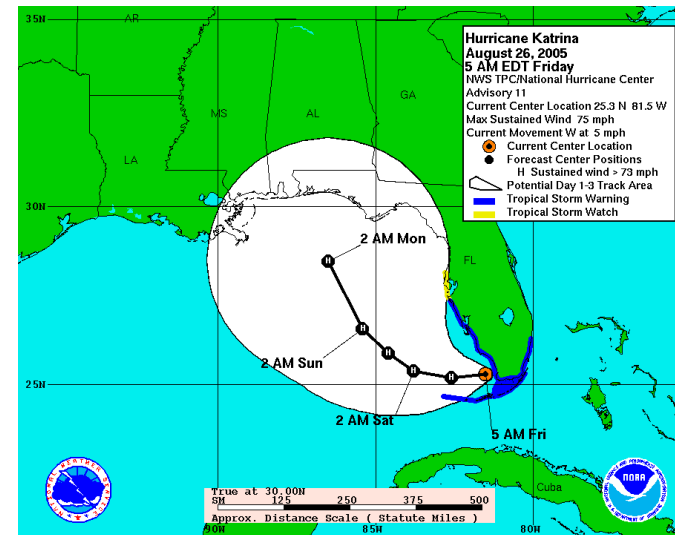 35N
AR
Hurricane Katrina
August 26, 2005
5 AM EDT Friday
NWS TPC/National Hurricane Center
Advisory 11
Current Center Location 25.3 N 81.5 W
Max Sustained Wind 75 mph
Current Movement W at 5 mph
Current Center Location
Forecast Center Positions
H Sustained wind > 73 mph
Potential Day 1-3 Track Area
Tropical Storm Warning
Tropical Storm Watch
MS
AL
GA
LA
30N
2 AM Mon
FL
H
H
2 AM Sun
H
H
H
25N
2 AM Sat
5 AM Fri
Cuba
NATIONAL WEATHER SERVICE
NOAA
True at 30.00N
SM 125 250 375 500
Approx. Distance Scale ( Statute Miles )
90N
85W
80W